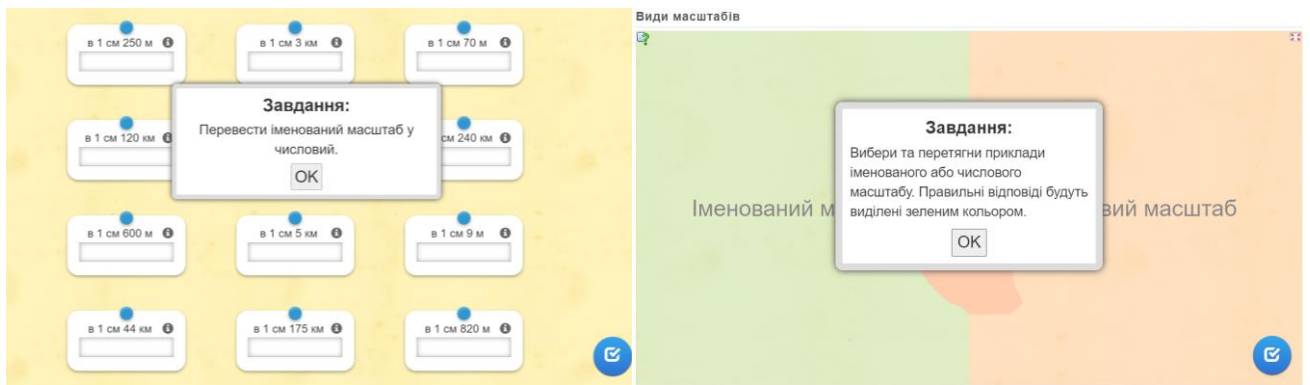 в 1 см 250 м
в 1 см 3 км
в 1 см 70 м
в 1 см 120 км
см 240 км
Завдання:
Перевести іменований масштаб у
числовий.
OK
в 1 см 600 м
в 1 см 5 км
в 1 см 9 м
в 1 см 44 км
в 1 см 175 км
в 1 см 820 м
Види масштабів
Іменований м
вий масштаб
Завдання:
Вибери та перетягни приклади
іменованого або числового
масштабу. Правильні відповіді будуть
виділені зеленим кольором.
OK